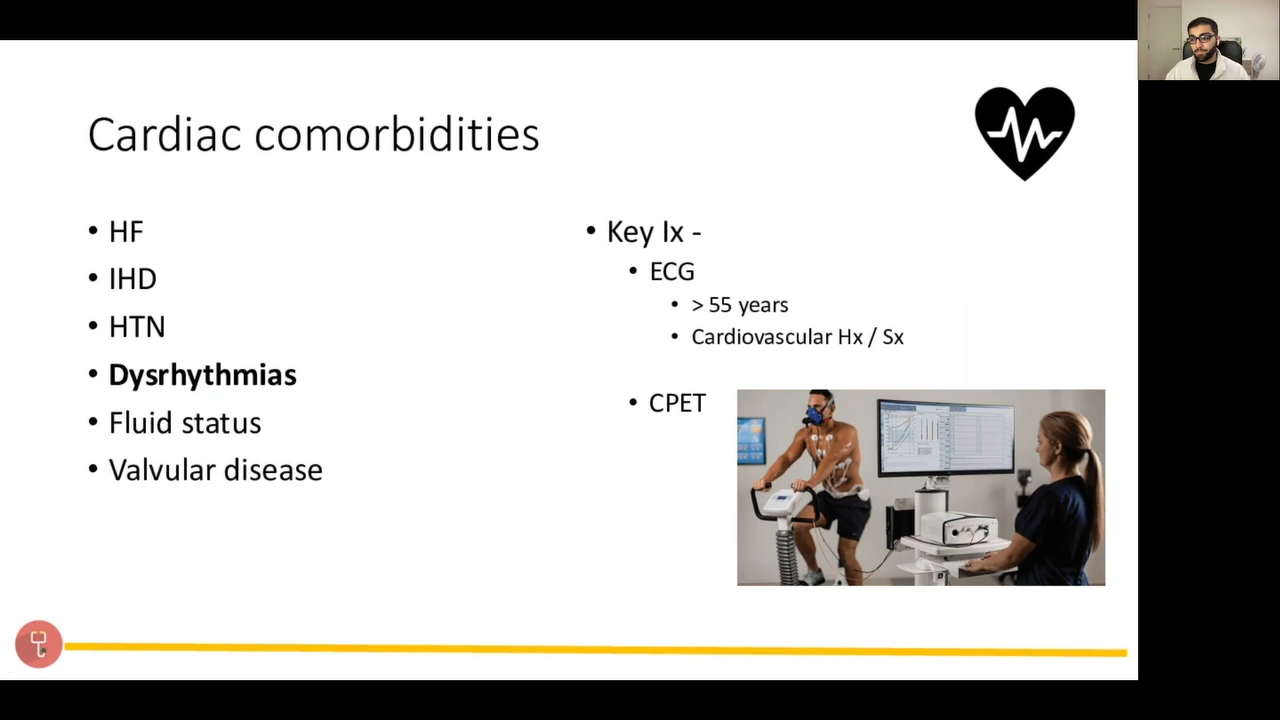 Cardiac comorbidities
• HF
• IHD
• HTN
• Dysrhythmias
• Fluid status
• Valvular disease
• Key Ix -
• ECG
• > 55 years
• Cardiovascular Hx / Sx
• CPET